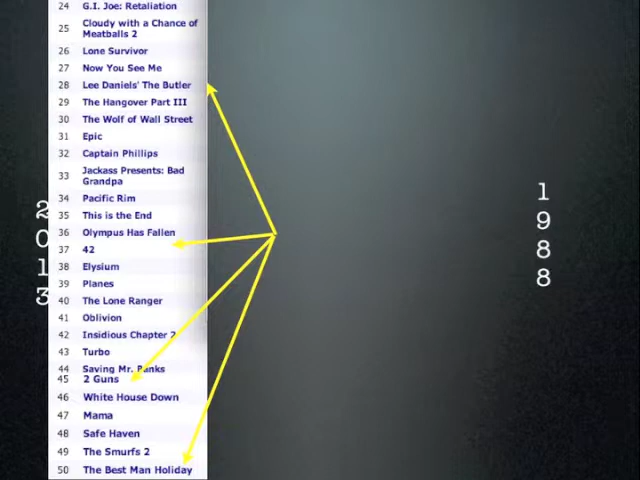 24 G.I. Joe: Retaliation
25 Cloudy with a Chance of
Meatballs 2
26 Lone Survivor
27 Now You See Me
28 Lee Daniels' The Butler
29 The Hangover Part III
30 The Wolf of Wall Street
31 Epic
32 Captain Phillips
33 Jackass Presents: Bad
Grandpa
34 Pacific Rim
35 This is the End
36 Olympus Has Fallen
37 42
38 Elysium
39 Planes
40 The Lone Ranger
41 Oblivion
42 Insidious Chapter 2
43 Turbo
44 Saving Mr. Banks
45 2 Guns
46 White House Down
47 Mama
48 Safe Haven
49 The Smurfs 2
50 The Best Man Holiday
2
0
1
3
1
9
8
8